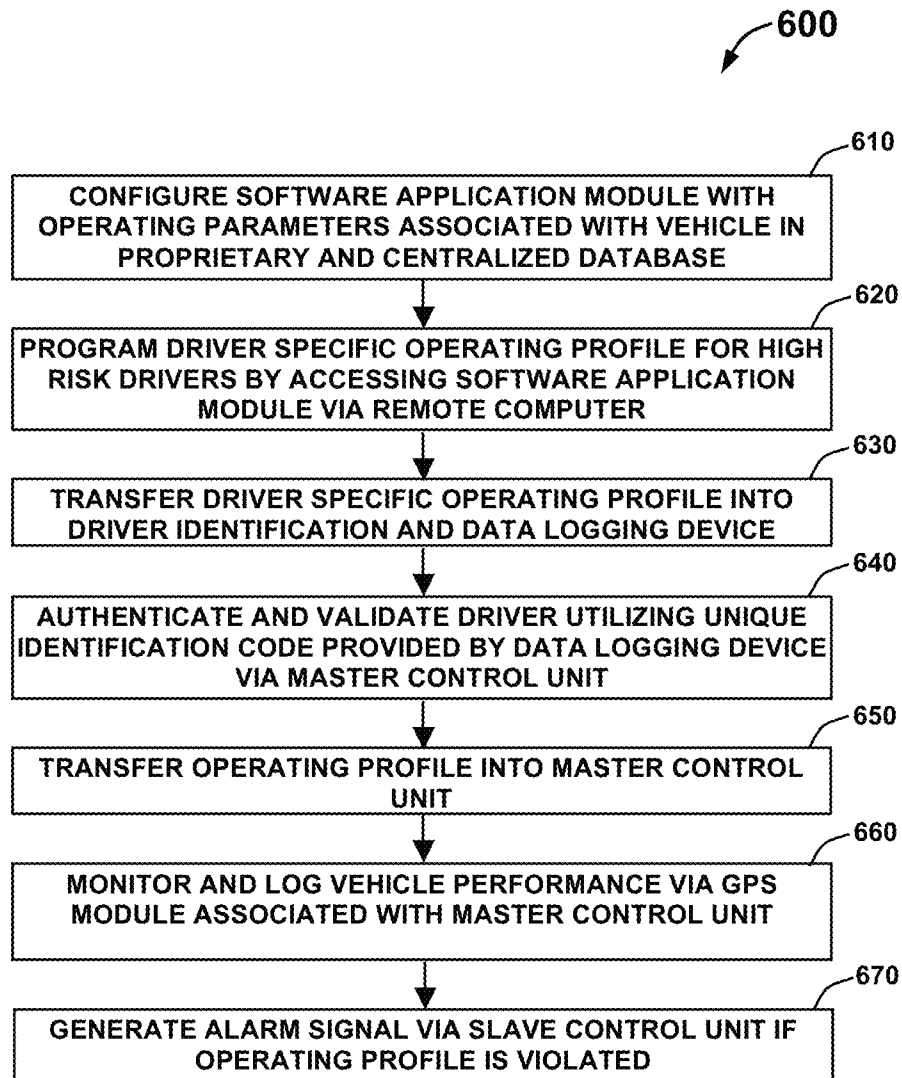 600
610
CONFIGURE SOFTWARE APPLICATION MODULE WITH
OPERATING PARAMETERS ASSOCIATED WITH VEHICLE IN
PROPRIETARY AND CENTRALIZED DATABASE
620
PROGRAM DRIVER SPECIFIC OPERATING PROFILE FOR HIGH
RISK DRIVERS BY ACCESSING SOFTWARE APPLICATION
MODULE VIA REMOTE COMPUTER
630
TRANSFER DRIVER SPECIFIC OPERATING PROFILE INTO
DRIVER IDENTIFICATION AND DATA LOGGING DEVICE
640
AUTHENTICATE AND VALIDATE DRIVER UTILIZING UNIQUE
IDENTIFICATION CODE PROVIDED BY DATA LOGGING DEVICE
VIA MASTER CONTROL UNIT
650
TRANSFER OPERATING PROFILE INTO MASTER CONTROL
UNIT
660
MONITOR AND LOG VEHICLE PERFORMANCE VIA GPS
MODULE ASSOCIATED WITH MASTER CONTROL UNIT
670
GENERATE ALARM SIGNAL VIA SLAVE CONTROL UNIT IF
OPERATING PROFILE IS VIOLATED